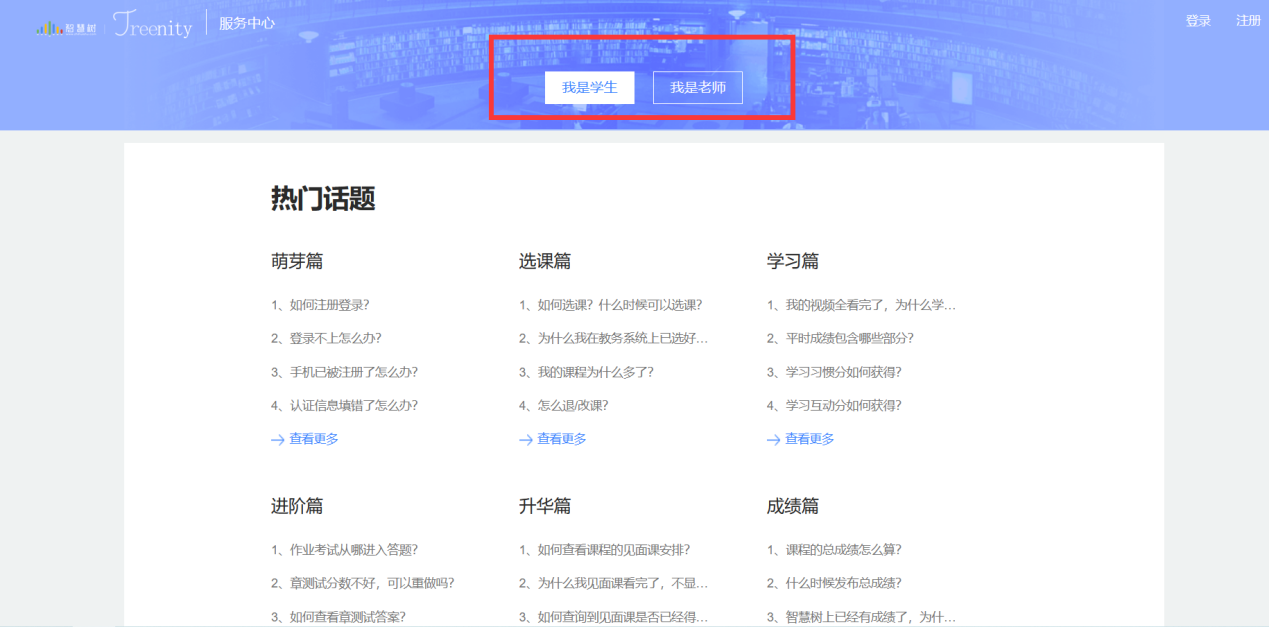 智慧树 Treenity 服务中心 登录 注册
我是学生 我是老师
热门话题
萌芽篇
1、如何注册登录？
2、登录不上怎么办？
3、手机已被注册了怎么办？
4、认证信息填错了怎么办？
查看更多
选课篇
1、如何选课？什么时候可以选课？
2、为什么我在教务系统上已选好...
3、我的课程为什么多了？
4、怎么退/改课？
查看更多
学习篇
1、我的视频全看完了，为什么学...
2、平时成绩包含哪些部分？
3、学习习惯分如何获得？
4、学习互动分如何获得？
查看更多
进阶篇
1、作业考试从哪进入答题？
2、章测试分数不好，可以重做吗？
3、如何查看章测试答案？
升华篇
1、如何查看课程的见面课安排？
2、为什么我见面课看完了，不显...
3、如何查询到见面课是否已经得...
成绩篇
1、课程的总成绩怎么算？
2、什么时候发布总成绩？
3、智慧树上已经有成绩了，为什...